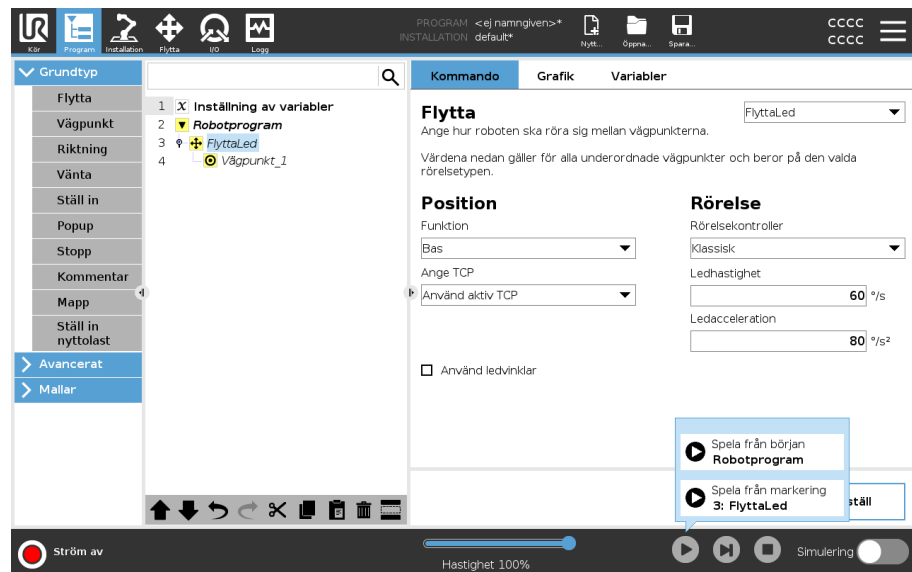 UR
Kör
Program
Installation
Flytta
I/O
Logg
PROGRAM <ej namngiven>*
INSTALLATION default*
Nytt...
Öppna...
Spara...
CCCC
CCCC
Grundtyp
Flytta
Vägpunkt
Riktning
Vänta
Ställ in
Popup
Stopp
Kommentar
Mapp
Ställ in
nyttolast
Avancerat
Mallar
1 X Inställning av variabler
2 Robotprogram
3 FlyttaLed
4 Vägpunkt_1
Kommando Grafik Variabler
Flytta
FlyttaLed
Ange hur roboten ska röra sig mellan vägpunkterna.
Värdena nedan gäller för alla underordnade vägpunkter och beror på den valda
rörelsetypen.
Position
Funktion
Bas
Ange TCP
Använd aktiv TCP
Använd ledvinklar
Rörelse
Rörelsekontroller
Klassisk
Ledhastighet
60 °/s
Ledacceleration
80 °/s²
Spela från början
Robotprogram
Spela från markering
3: FlyttaLed
ställ
Ström av
Hastighet 100%
Simulering